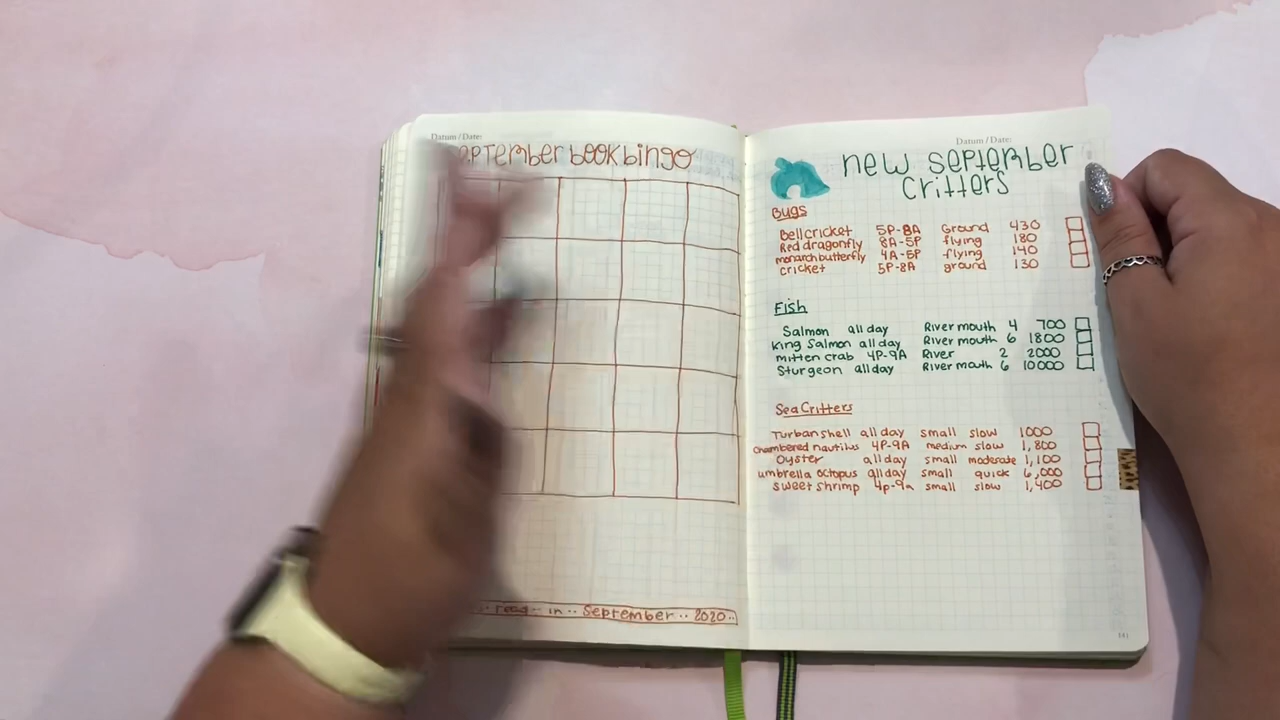 Datum / Date:
book bingo
read in September 2020
Datum / Date:
new september
critters
Bugs
Bell cricket 5P-8A Ground 430
Red dragonfly 8A-5P flying 180
monarch butterfly 4A-5P flying 140
cricket 5P-8A ground 130
Fish
Salmon all day River mouth 4 700
King Salmon all day River mouth 6 1800
mitten crab 4P-9A River 2 2000
Sturgeon all day River mouth 6 10000
Sea Critters
Turban shell all day small slow 1000
chambered nautilus 4P-9A medium slow 1,800
Oyster all day small moderate 1,100
umbrella octopus all day small quick 6,000
sweet shrimp 4p-9a small slow 1,400